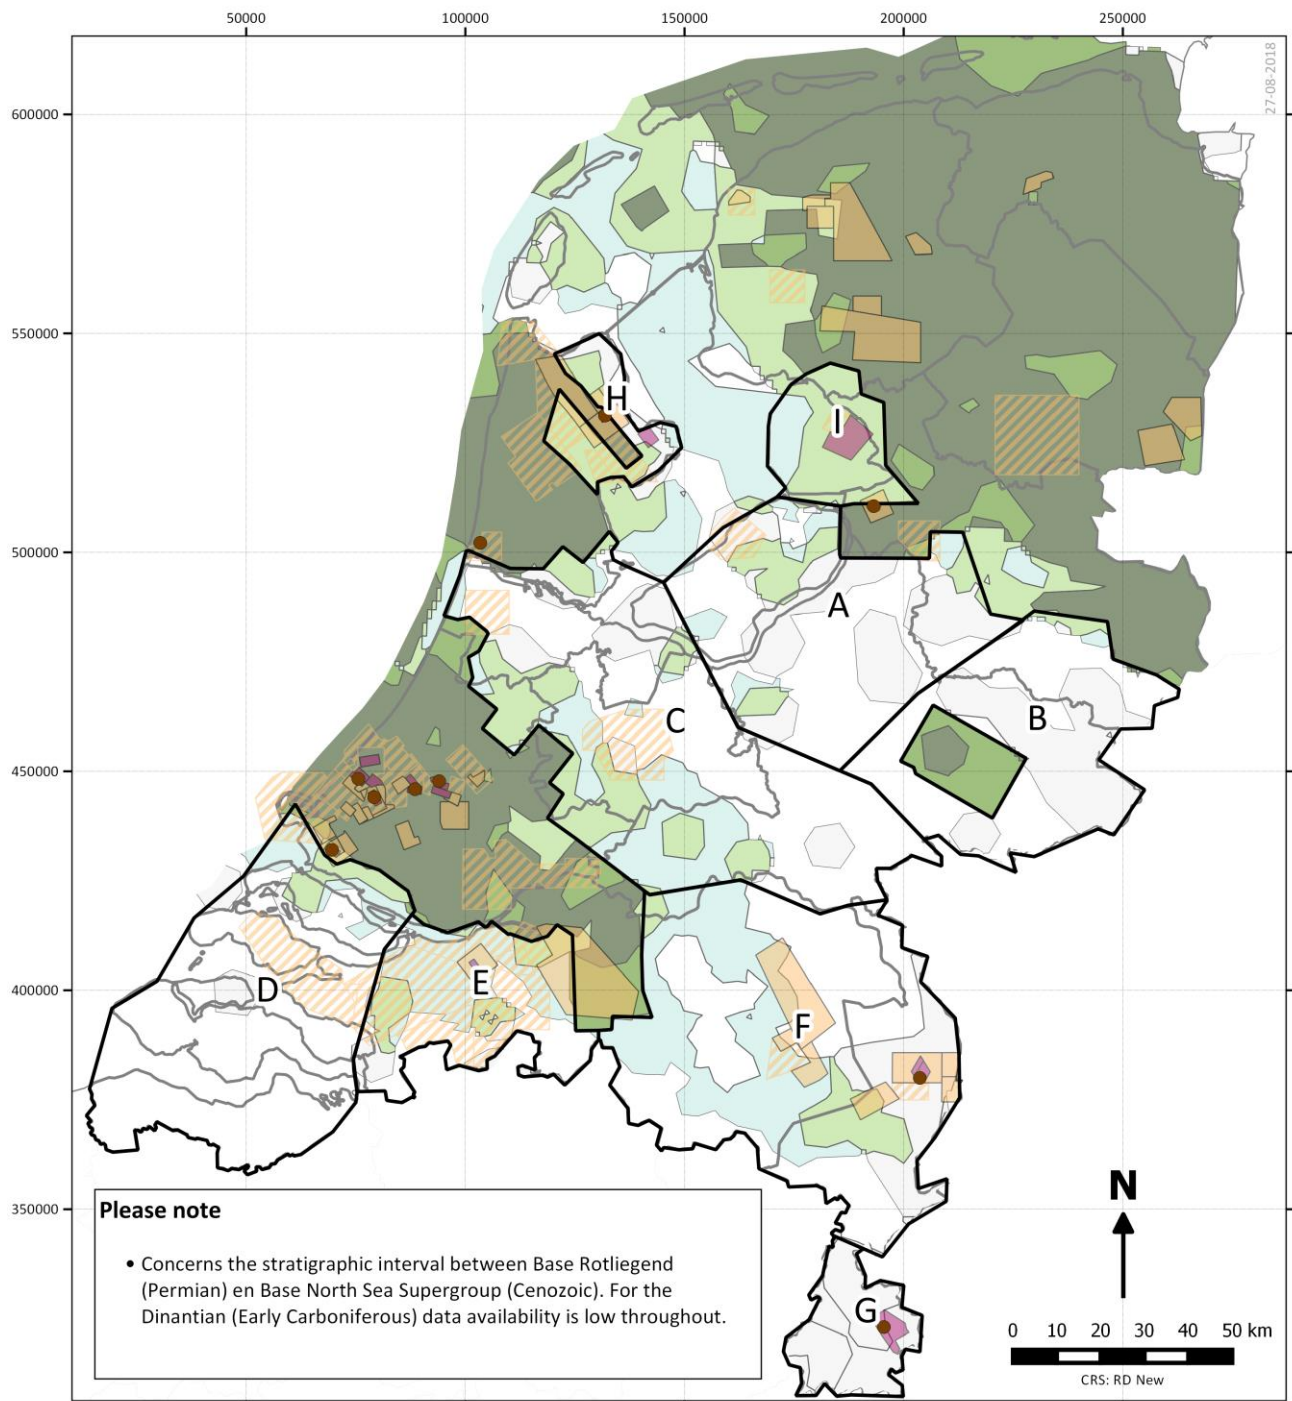 50000 100000 150000 200000 250000
27-08-2018
600000
550000
H
I
500000
A
C
B
450000
D
E
400000
F
350000
Please note
• Concerns the stratigraphic interval between Base Rotliegend
(Permian) en Base North Sea Supergroup (Cenozoic). For the
Dinantian (Early Carboniferous) data availability is low throughout.
N
G
0 10 20 30 40 50 km
CRS: RD New